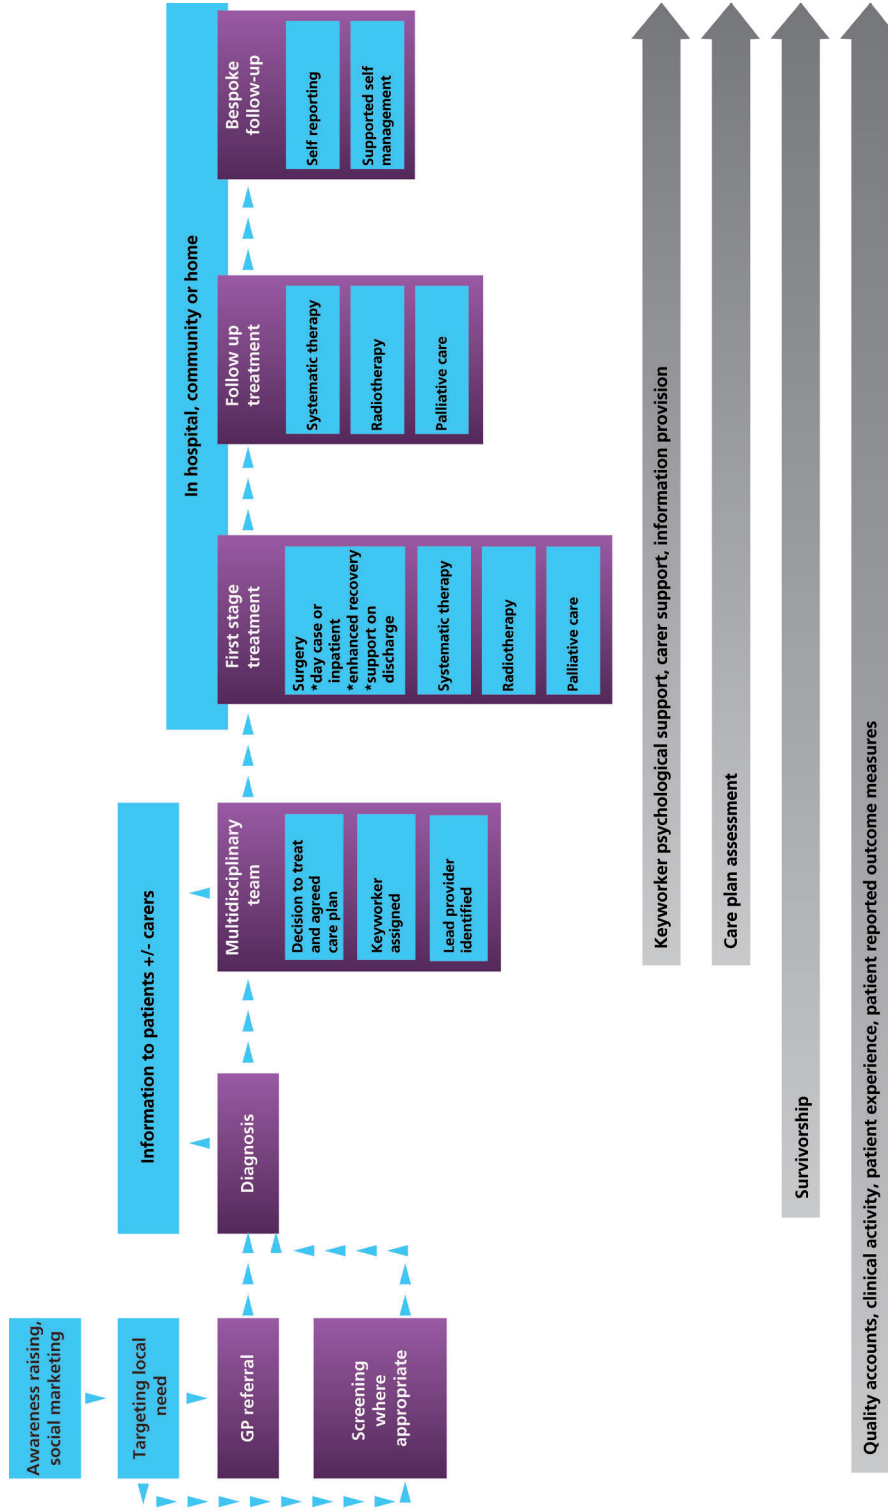 Awareness raising,
social marketing
Targeting local
need
GP referral
Screening
where
appropriate
Information to patients +/- carers
Diagnosis
Multidisciplinary
team
Decision to treat
and agreed
care plan
Keyworker
assigned
Lead provider
identified
In hospital, community or home
First stage
treatment
Surgery
*day case or
inpatient
*enhanced recovery
*support on
discharge
Systematic therapy
Radiotherapy
Palliative care
Follow up
treatment
Systematic therapy
Radiotherapy
Palliative care
Bespoke
follow-up
Self reporting
Supported self
management
Keyworker psychological support, carer support, information provision
Care plan assessment
Survivorship
Quality accounts, clinical activity, patient experience, patient reported outcome measures